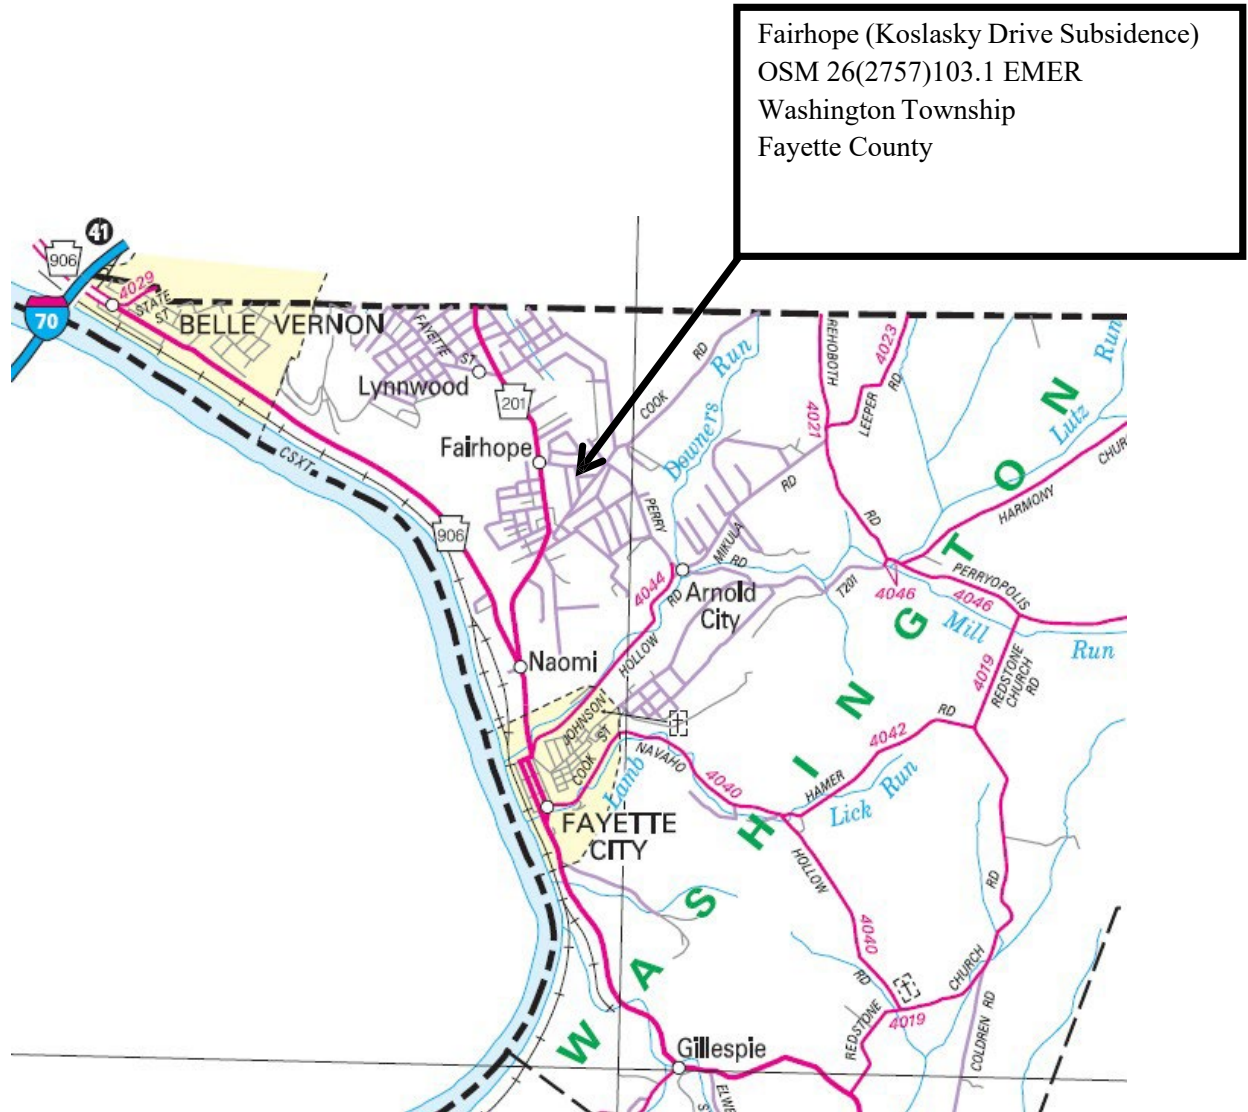 Fairhope (Koslasky Drive Subsidence)
OSM 26(2757)103.1 EMER
Washington Township
Fayette County
41
906
4029
STATE
ST
70
BELLE VERNON
FAYETTE
ST
Lynnwood
201
COOK
RD
Downers
Run
REHOBOTH
4023
LEEPER
RD
4021
Lutz
Run
Fairhope
CSXT
906
PERRY
MIKULA
RD
RD
RD
HARMONY
CHUR
PERRYOPOLIS
4046
4046
T201
4044
RD
HOLLOW
Arnold
City
Mill
Run
Naomi
4019
REDSTONE
CHURCH
RD
JOHNSON
COOK
ST
NAVAHO
4040
Lamb
4042
RD
HAMER
Lick Run
FAYETTE
CITY
HOLLOW
4040
RD
RD
CHURCH
REDSTONE
4019
COLDREN RD
WASHINGTON
Gillespie
ELWE